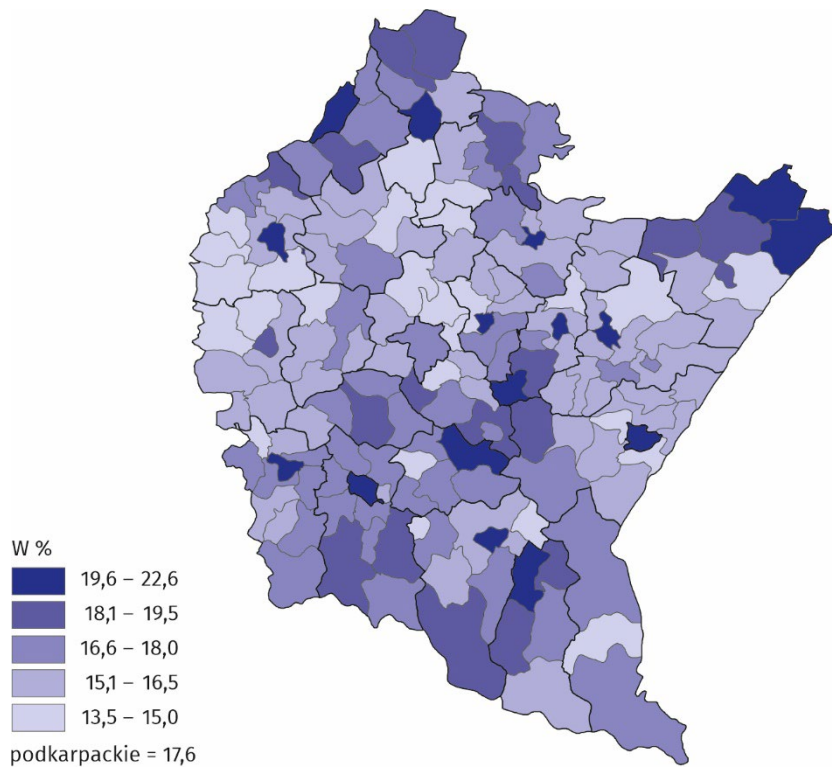 W %
19,6 – 22,6
18,1 – 19,5
16,6 – 18,0
15,1 – 16,5
13,5 – 15,0
podkarpackie = 17,6